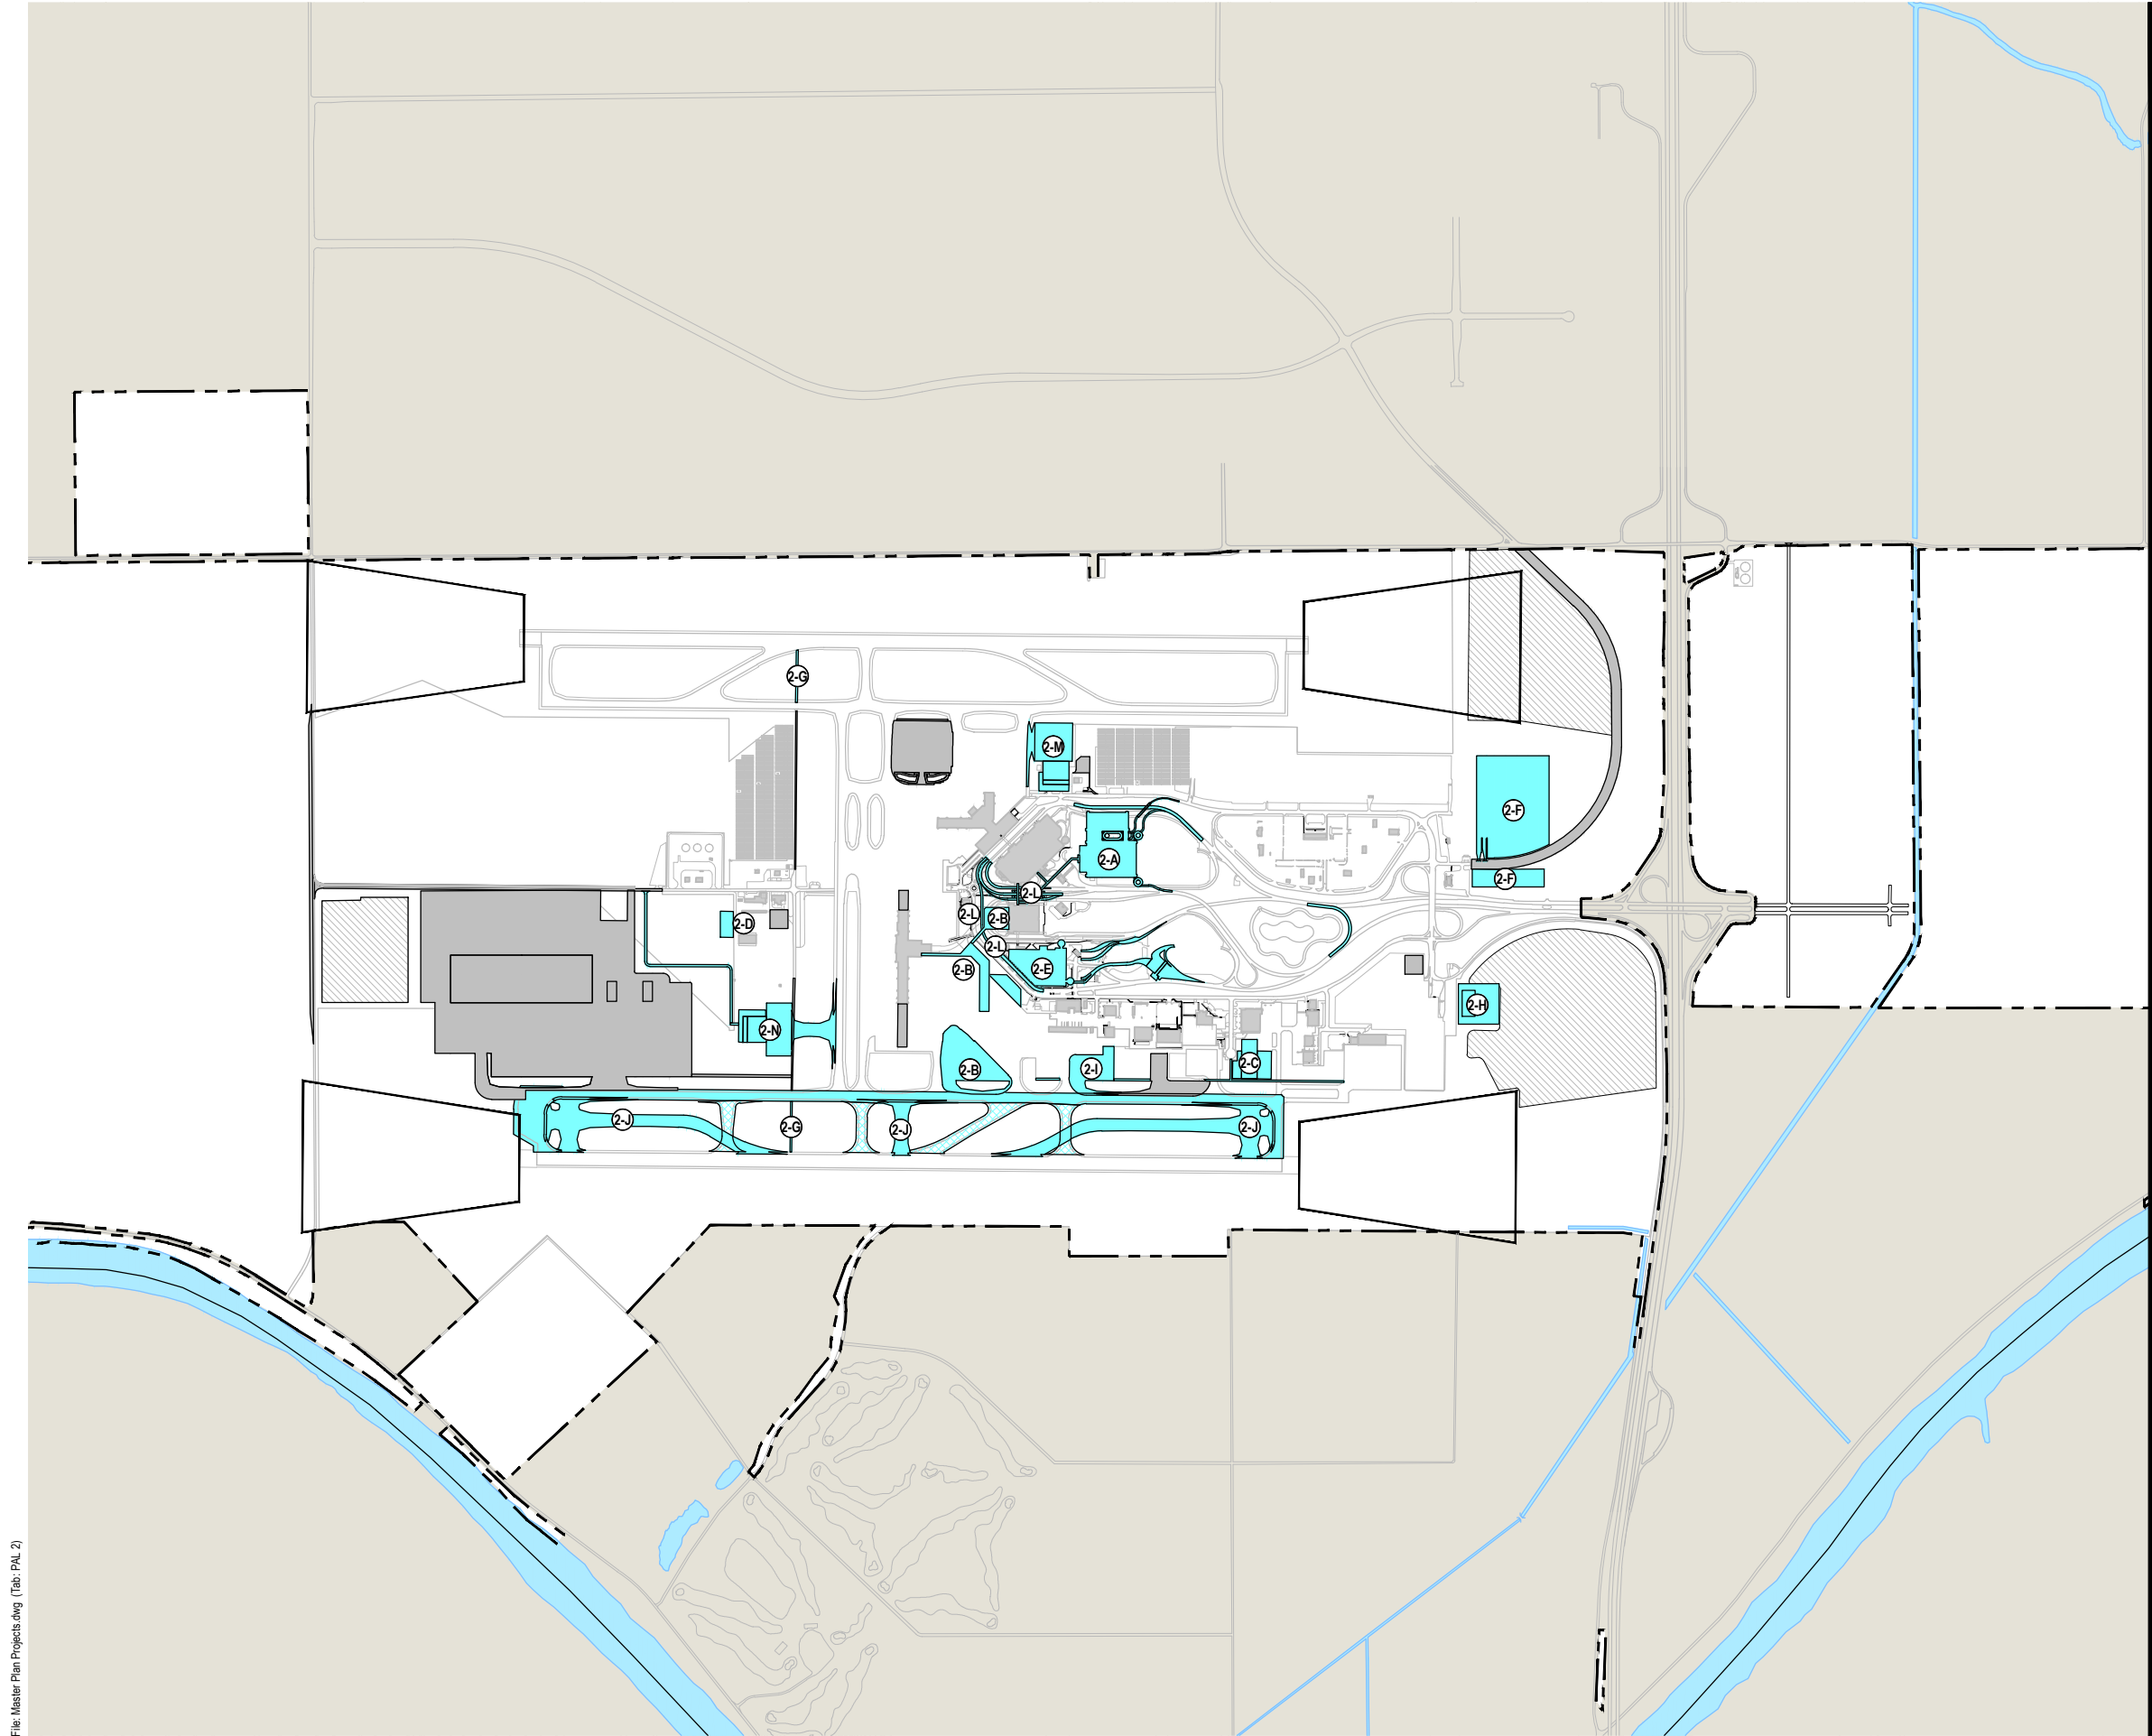 2-G
2-M
2-F
2-A
2-F
2-L
2-L
2-B
2-D
2-L
2-E
2-B
2-H
2-N
2-C
2-B
2-I
2-J
2-G
2-J
2-J
File: Master Plan Projects.dwg (Tab: PAL 2)